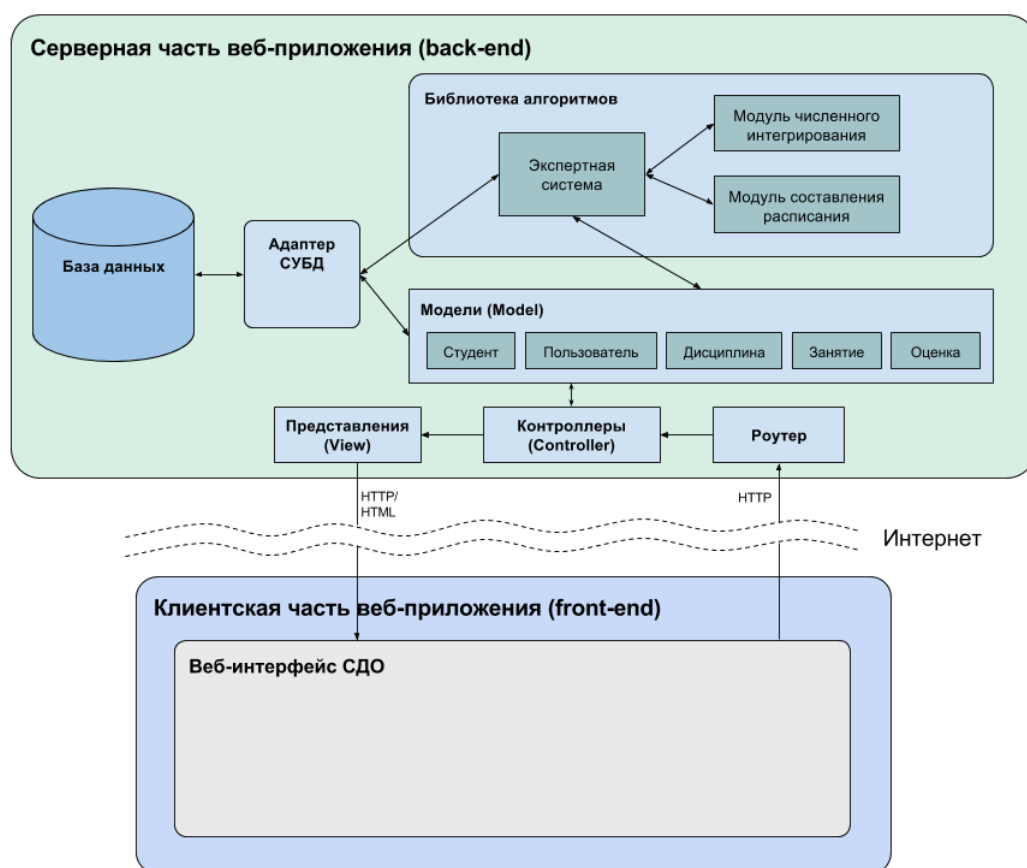 Серверная часть веб-приложения (back-end)
Библиотека алгоритмов
Модуль численного
интегрирования
Экспертная
система
Модуль составления
расписания
База данных
Адаптер
СУБД
Модели (Model)
Студент
Пользователь
Дисциплина
Занятие
Оценка
Представления
(View)
Контроллеры
(Controller)
Роутер
HTTP/
HTML
HTTP
Интернет
Клиентская часть веб-приложения (front-end)
Веб-интерфейс СДО